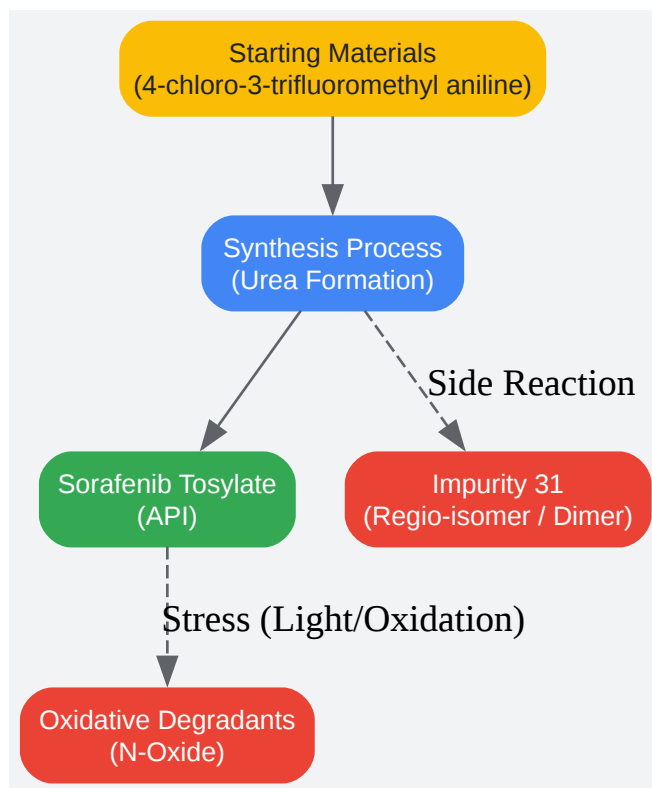 Starting Materials
(4-chloro-3-trifluoromethyl aniline)
Synthesis Process
(Urea Formation)
Side Reaction
Sorafenib Tosylate
(API)
Impurity 31
(Regio-isomer / Dimer)
Stress (Light/Oxidation)
Oxidative Degradants
(N-Oxide)